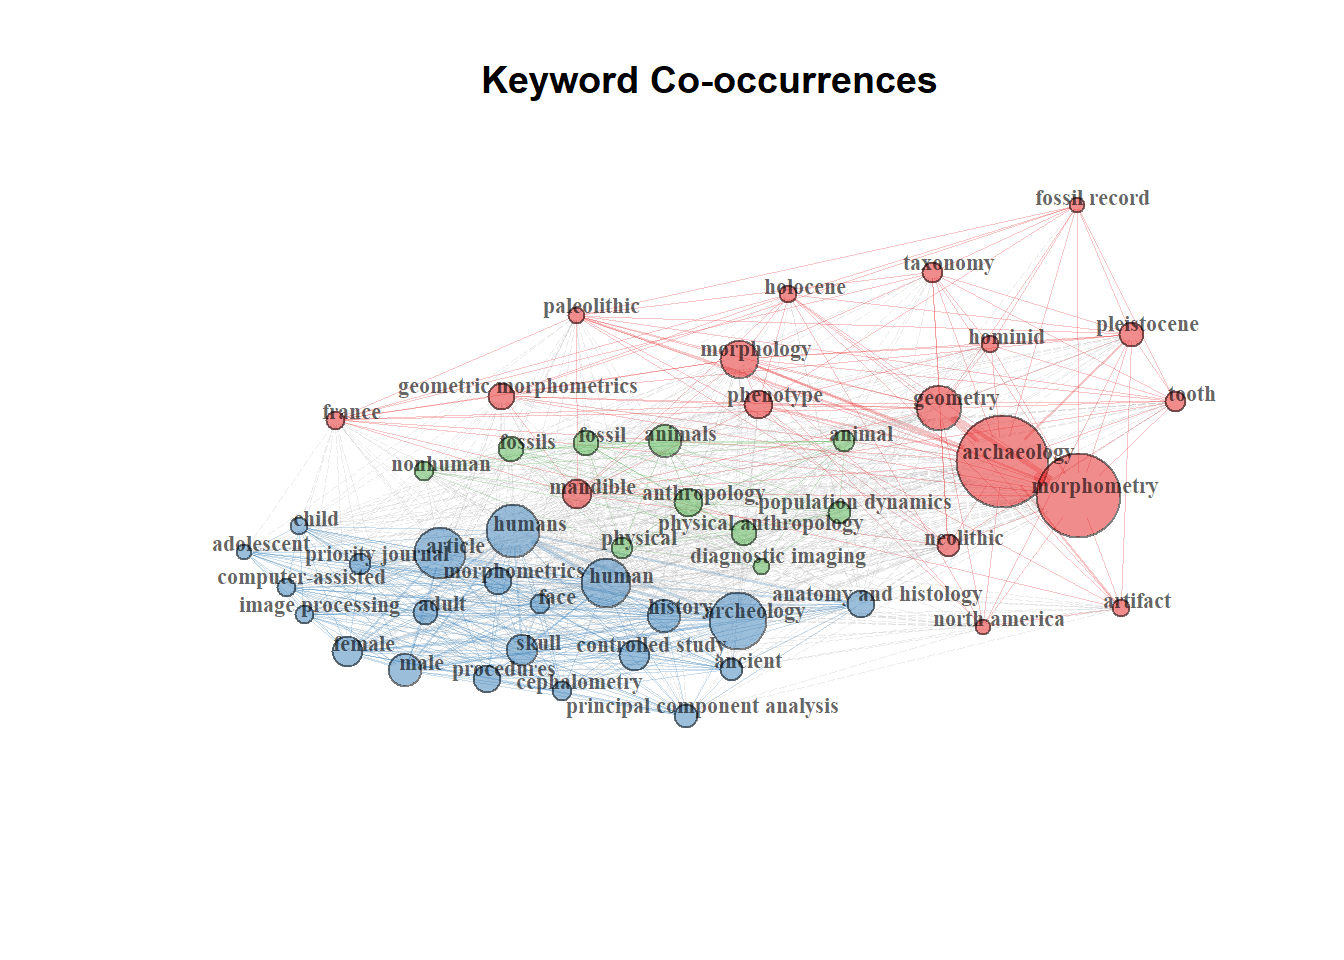 Keyword Co-occurrences
fossil record
taxonomy
holocene
paleolithic
pleistocene
hominid
morphology
geometric morphometrics
phenotype
geometry
tooth
france
fossils
fossil
animals
animal
archaeology
nonhuman
mandible
anthropology
population dynamics
morphometry
child
humans
physical anthropology
adolescent
priority journal
article
physical
diagnostic imaging
neolithic
computer-assisted
morphometrics
human
image processing
adult
face
history
archeology
anatomy and histology
north america
artifact
female
male
skull
controlled study
ancient
procedures
cephalometry
principal component analysis